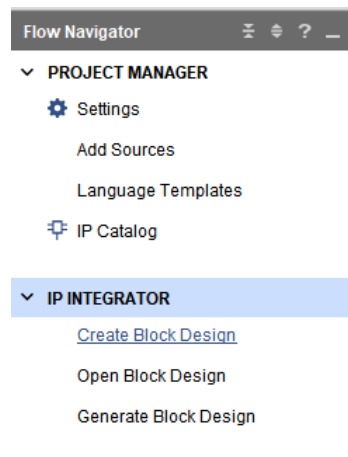 Flow Navigator ?
PROJECT MANAGER
Settings
Add Sources
Language Templates
IP Catalog
IP INTEGRATOR
Create Block Design
Open Block Design
Generate Block Design